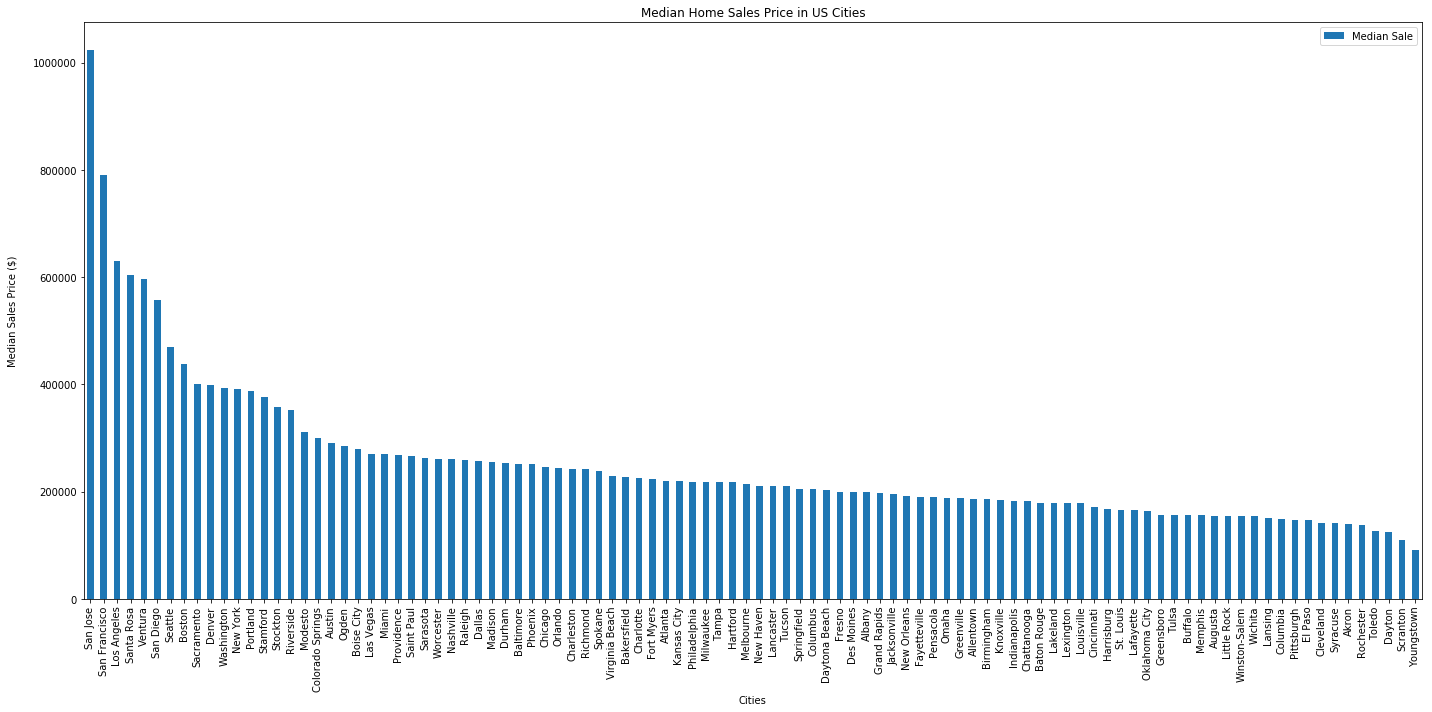 Median Home Sales Price in US Cities
Median Sale
Median Sales Price ($)
1000000
800000
600000
400000
200000
0
San Jose
San Francisco
Los Angeles
Santa Rosa
Ventura
San Diego
Seattle
Boston
Sacramento
Denver
Washington
New York
Portland
Stamford
Stockton
Riverside
Modesto
Colorado Springs
Austin
Ogden
Boise City
Las Vegas
Miami
Providence
Saint Paul
Sarasota
Worcester
Nashville
Raleigh
Dallas
Madison
Durham
Baltimore
Phoenix
Chicago
Orlando
Charleston
Richmond
Spokane
Virginia Beach
Bakersfield
Charlotte
Fort Myers
Atlanta
Kansas City
Philadelphia
Milwaukee
Tampa
Hartford
Melbourne
New Haven
Lancaster
Tucson
Springfield
Columbus
Daytona Beach
Fresno
Des Moines
Albany
Grand Rapids
Jacksonville
New Orleans
Fayetteville
Pensacola
Omaha
Greenville
Allentown
Birmingham
Knoxville
Indianapolis
Chattanooga
Baton Rouge
Lakeland
Lexington
Louisville
Cincinnati
Harrisburg
St. Louis
Lafayette
Oklahoma City
Greensboro
Tulsa
Buffalo
Memphis
Augusta
Little Rock
Winston-Salem
Wichita
Lansing
Columbia
Pittsburgh
El Paso
Cleveland
Syracuse
Akron
Rochester
Toledo
Dayton
Scranton
Youngstown
Cities